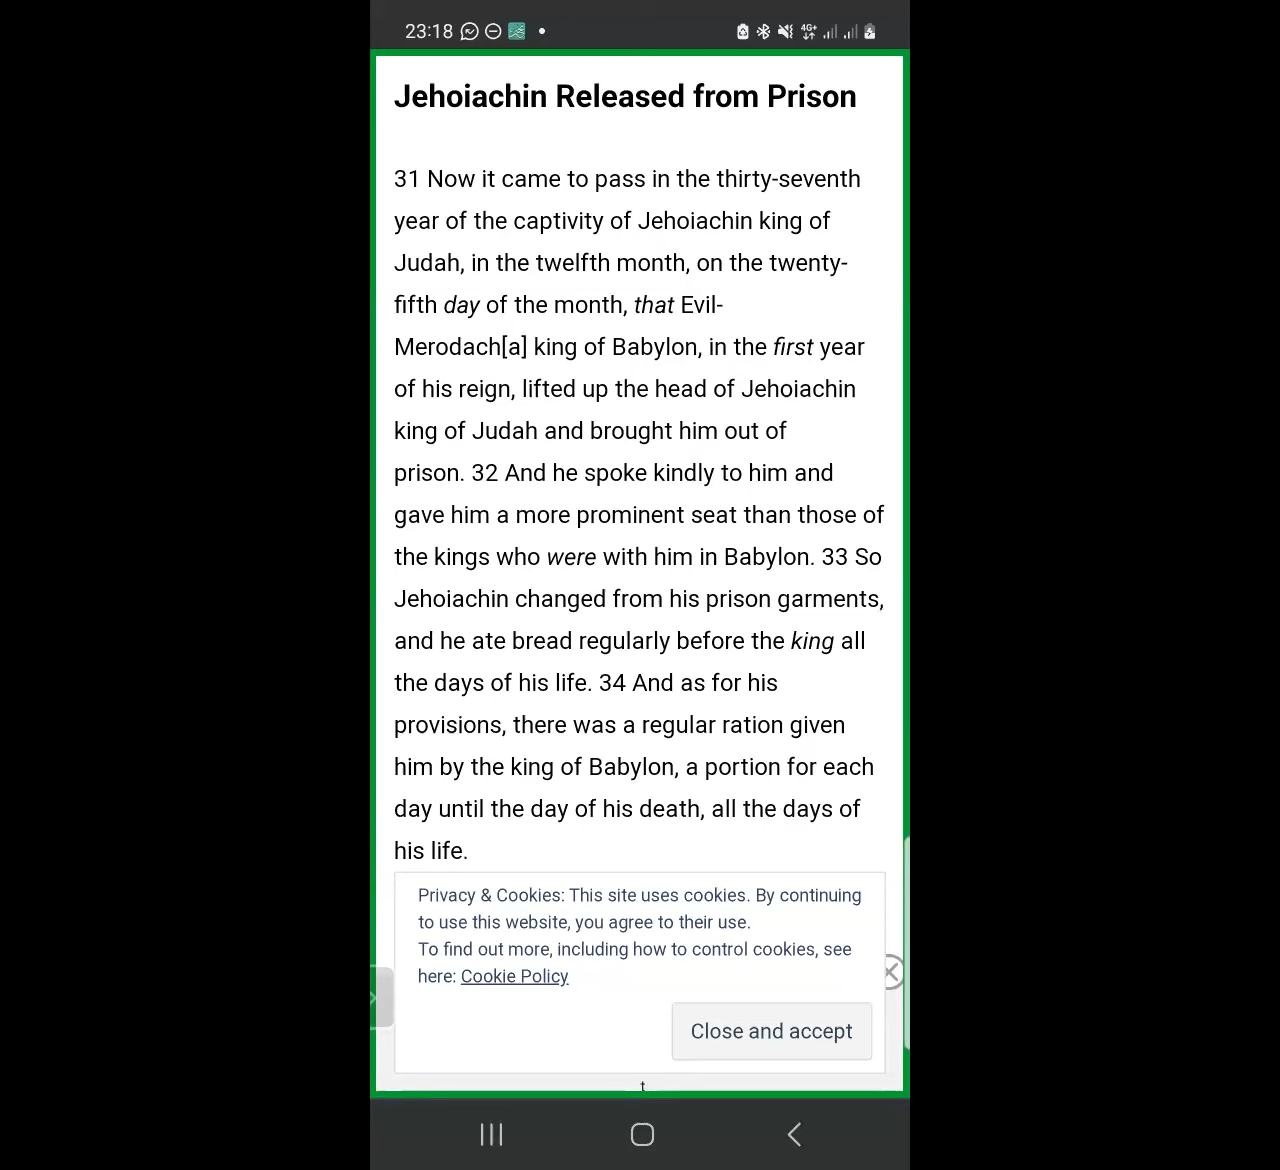 23:18 4G+
Jehoiachin Released from Prison
31 Now it came to pass in the thirty-seventh
year of the captivity of Jehoiachin king of
Judah, in the twelfth month, on the twenty-
fifth day of the month, that Evil-
Merodach[a] king of Babylon, in the first year
of his reign, lifted up the head of Jehoiachin
king of Judah and brought him out of
prison. 32 And he spoke kindly to him and
gave him a more prominent seat than those of
the kings who were with him in Babylon. 33 So
Jehoiachin changed from his prison garments,
and he ate bread regularly before the king all
the days of his life. 34 And as for his
provisions, there was a regular ration given
him by the king of Babylon, a portion for each
day until the day of his death, all the days of
his life.
Privacy & Cookies: This site uses cookies. By continuing
to use this website, you agree to their use.
To find out more, including how to control cookies, see
here: Cookie Policy
Close and accept
t